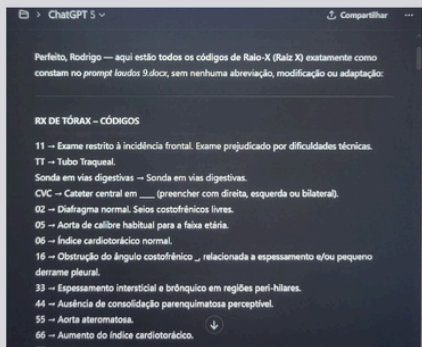 ChatGPT 5
Compartilhar
Perfeito, Rodrigo — aqui estão todos os códigos de Raio-X (Raiz X) exatamente como
constam no prompt laudos 9.docx, sem nenhuma abreviação, modificação ou adaptação:
RX DE TÓRAX – CÓDIGOS
11 → Exame restrito à incidência frontal. Exame prejudicado por dificuldades técnicas.
TT → Tubo Traqueal.
Sonda em vias digestivas → Sonda em vias digestivas.
CVC → Cateter central em ____ (preencher com direita, esquerda ou bilateral).
02 → Diafragma normal. Seios costofrênicos livres.
05 → Aorta de calibre habitual para a faixa etária.
06 → Índice cardiotorácico normal.
16 → Obstrução do ângulo costofrênico _, relacionada a espessamento e/ou pequeno
derrame pleural.
33 → Espessamento intersticial e brônquico em regiões peri-hilares.
44 → Ausência de consolidação parenquimatosa perceptível.
55 → Aorta ateromatosa.
66 → Aumento do índice cardiotorácico.